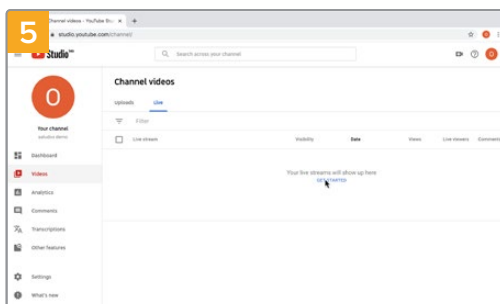 5
Channel videos - YouTube Stu
studio.youtube.com/channel/
Studio
Search across your channel
O
O
Your channel
Dashboard
Videos
Analytics
Comments
Transcriptions
Other features
Settings
What's new
Channel videos
Uploads
Live
Filter
Live stream
Visibility
Date
Views
Live viewers
Comments
Your live streams will show up here
GET STARTED